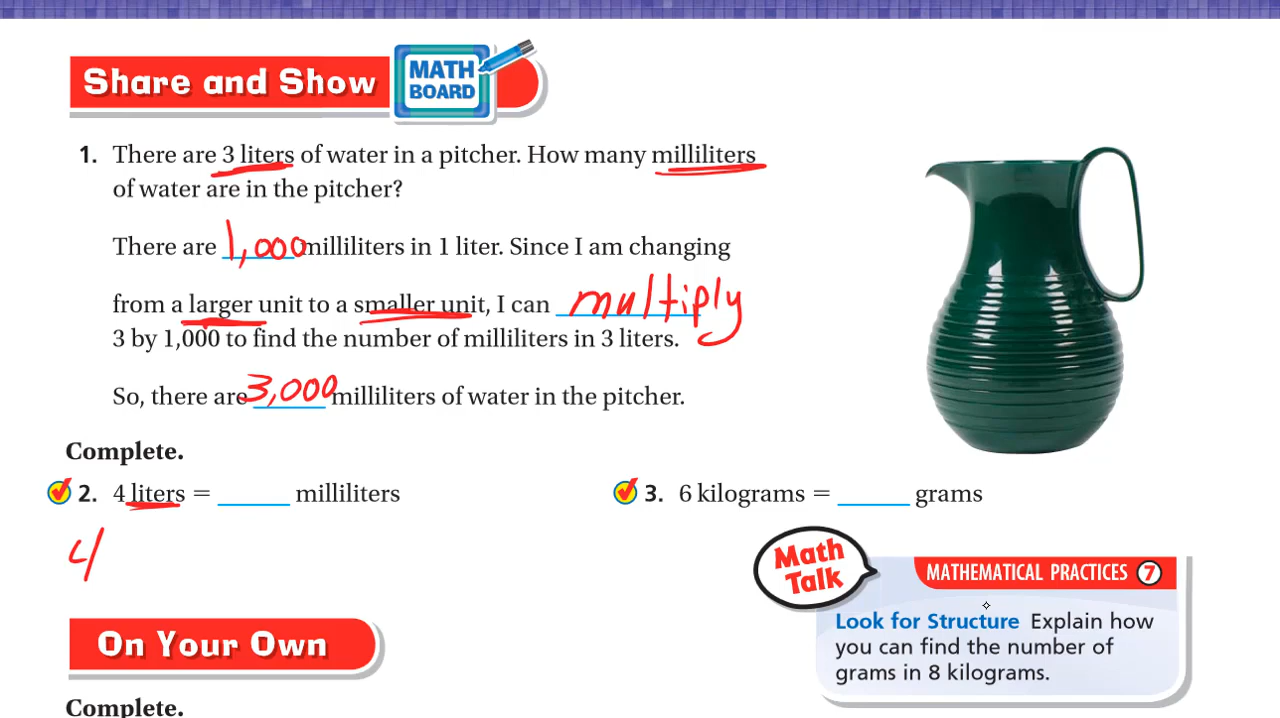 Share and Show
MATH
BOARD
1. There are 3 liters of water in a pitcher. How many milliliters
of water are in the pitcher?
There are 1,000 milliliters in 1 liter. Since I am changing
from a larger unit to a smaller unit, I can multiply
3 by 1,000 to find the number of milliliters in 3 liters.
So, there are 3,000 milliliters of water in the pitcher.
Complete.
2. 4 liters = ______ milliliters
3. 6 kilograms = ______ grams
4
Math
Talk
MATHEMATICAL PRACTICES 7
Look for Structure Explain how
you can find the number of
grams in 8 kilograms.
On Your Own
Complete.